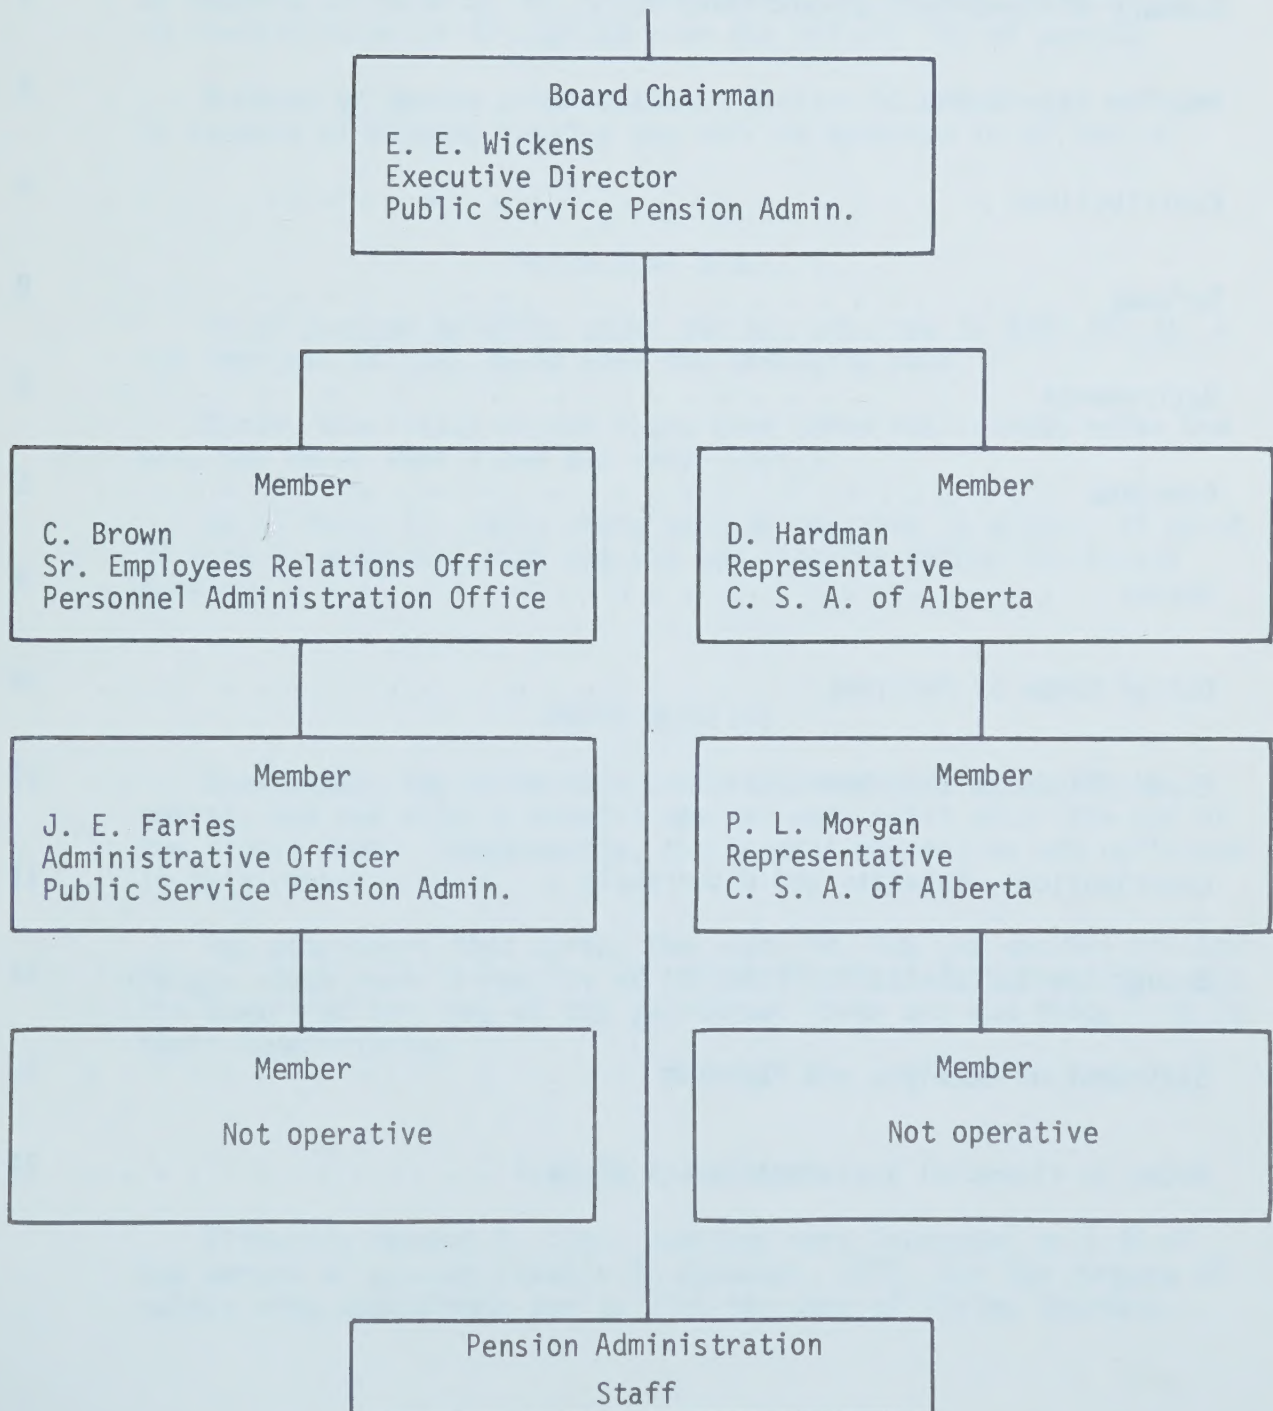 Board Chairman
E. E. Wickens
Executive Director
Public Service Pension Admin.
Member
C. Brown
Sr. Employees Relations Officer
Personnel Administration Office
Member
D. Hardman
Representative
C. S. A. of Alberta
Member
J. E. Faries
Administrative Officer
Public Service Pension Admin.
Member
P. L. Morgan
Representative
C. S. A. of Alberta
Member
Not operative
Member
Not operative
Pension Administration
Staff